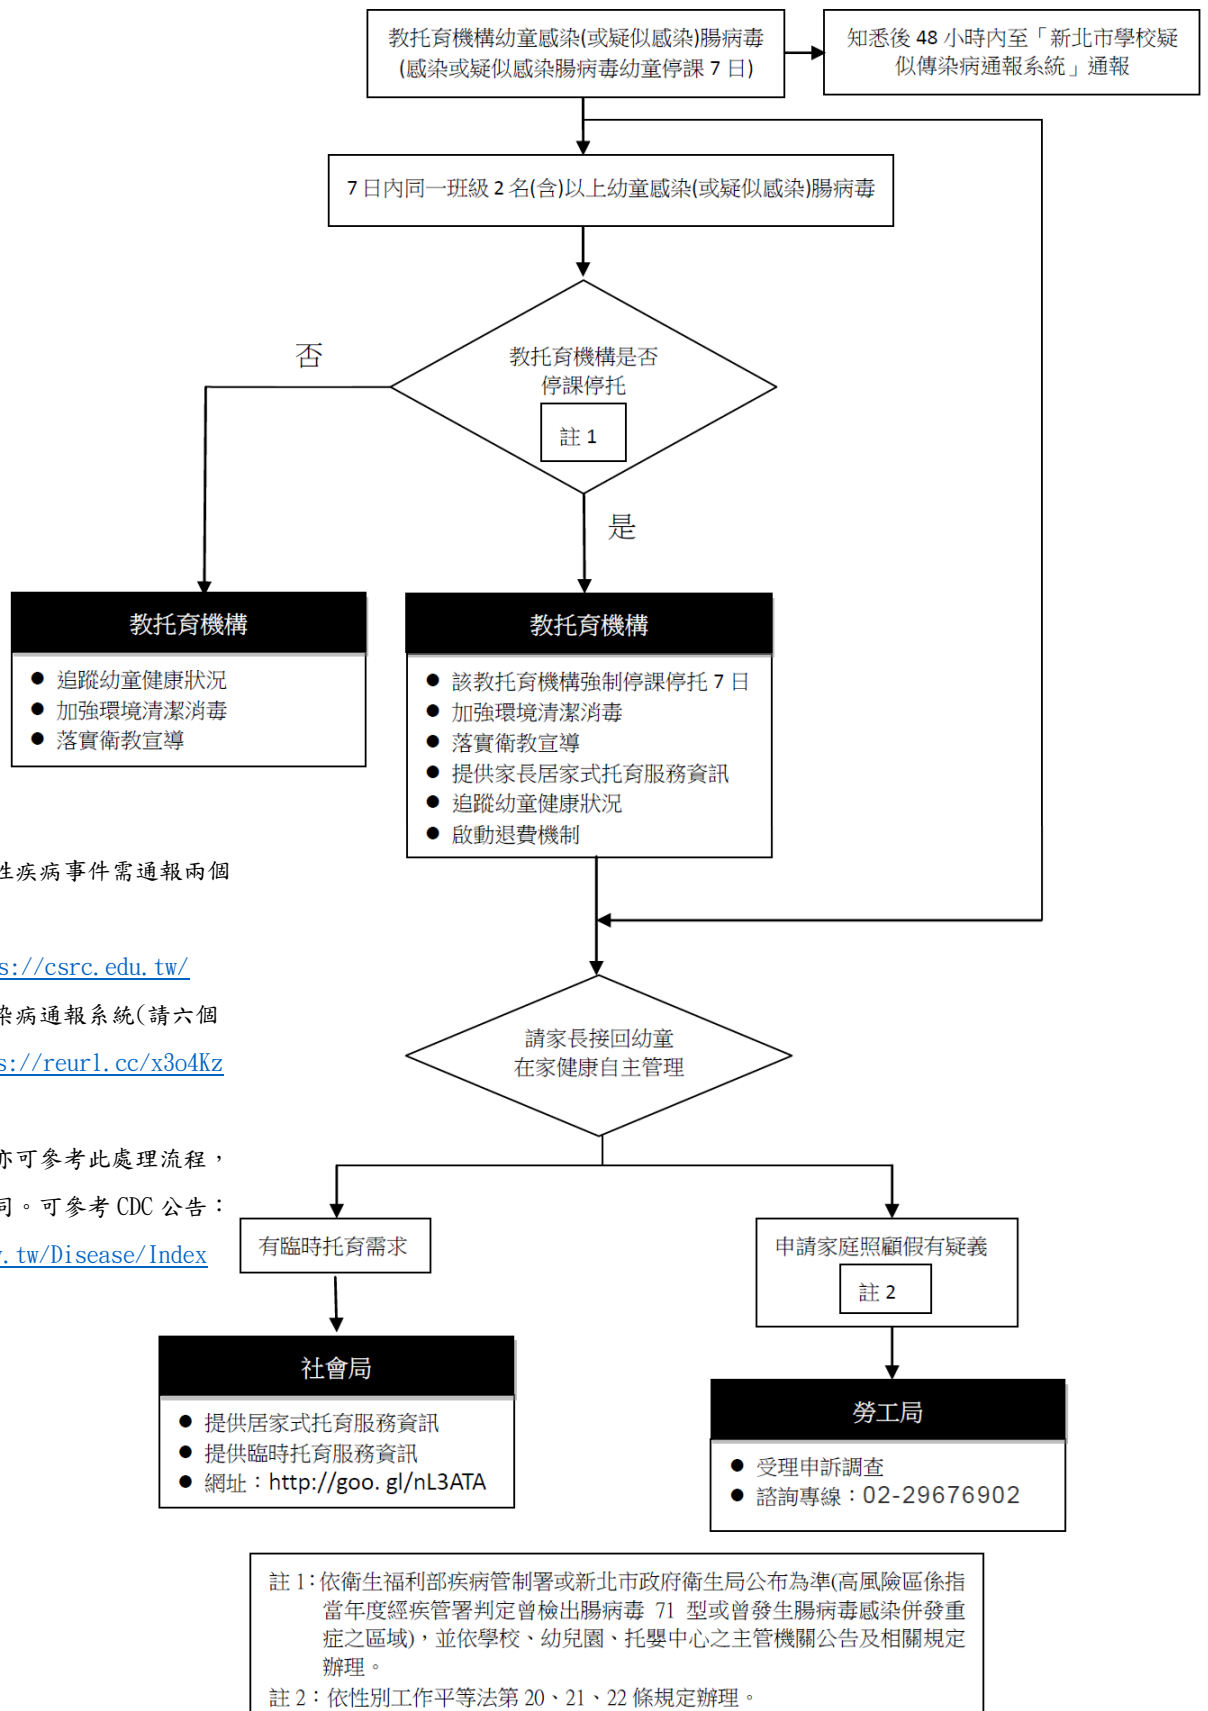 教托育機構幼童感染(或疑似感染)腸病毒
(感染或疑似感染腸病毒幼童停課 7 日)
知悉後 48 小時內至「新北市學校疑
似傳染病通報系統」通報
7 日內同一班級 2 名(含)以上幼童感染(或疑似感染)腸病毒
教托育機構是否
停課停托
註 1
否
是
教托育機構
● 追蹤幼童健康狀況
● 加強環境清潔消毒
● 落實衛教宣導
教托育機構
● 該教托育機構強制停課停托 7 日
● 加強環境清潔消毒
● 落實衛教宣導
● 提供家長居家式托育服務資訊
● 追蹤幼童健康狀況
● 啟動退費機制
性疾病事件需通報兩個
s://csrc.edu.tw/
染病通報系統(請六個
s://reurl.cc/x3o4Kz
亦可參考此處理流程，
同。可參考 CDC 公告：
.tw/Disease/Index
請家長接回幼童
在家健康自主管理
有臨時托育需求
申請家庭照顧假有疑義
註 2
社會局
● 提供居家式托育服務資訊
● 提供臨時托育服務資訊
● 網址：http://goo. gl/nL3ATA
勞工局
● 受理申訴調查
● 諮詢專線：02-29676902
註 1：依衛生福利部疾病管制署或新北市政府衛生局公布為準(高風險區係指
當年度經疾管署判定曾檢出腸病毒 71 型或曾發生腸病毒感染併發重
症之區域)，並依學校、幼兒園、托嬰中心之主管機關公告及相關規定
辦理。
註 2：依性別工作平等法第 20、21、22 條規定辦理。